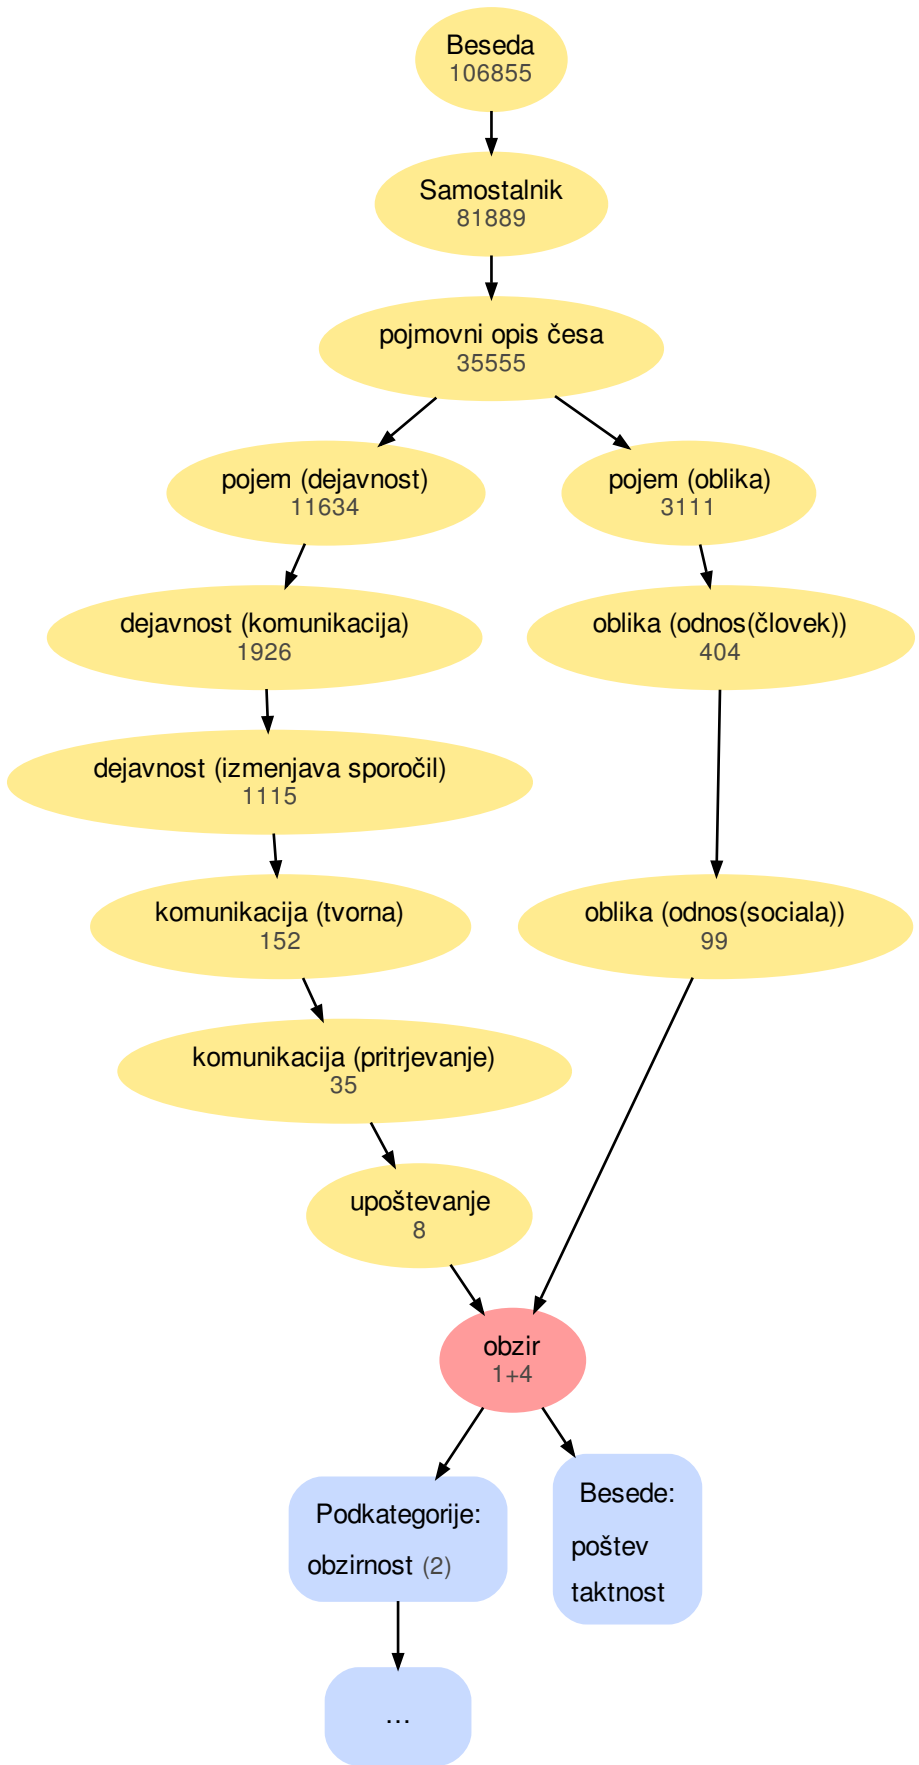 Beseda
106855
Samostalnik
81889
pojmovni opis česa
35555
pojem (dejavnost)
11634
pojem (oblika)
3111
dejavnost (komunikacija)
1926
oblika (odnos(človek))
404
dejavnost (izmenjava sporočil)
1115
komunikacija (tvorna)
152
oblika (odnos(sociala))
99
komunikacija (pritrjevanje)
35
upoštevanje
8
obzir
1+4
Podkategorije:
obzirnost (2)
Besede:
poštev
taktnost
...